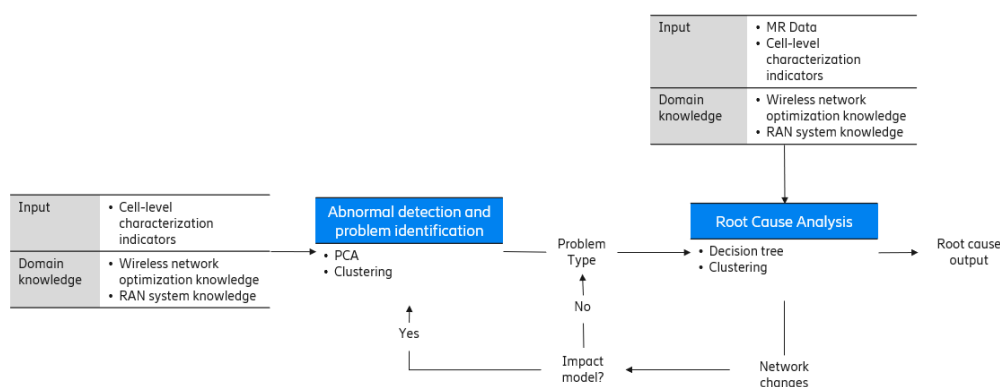 Input
• MR Data
• Cell-level
characterization
indicators
Domain
knowledge
• Wireless network
optimization knowledge
• RAN system knowledge
Input
• Cell-level
characterization
indicators
Domain
knowledge
• Wireless network
optimization knowledge
• RAN system knowledge
Abnormal detection and
problem identification
• PCA
• Clustering
Problem
Type
Root Cause Analysis
• Decision tree
• Clustering
Root cause
output
Yes
No
Impact
model?
Network
changes